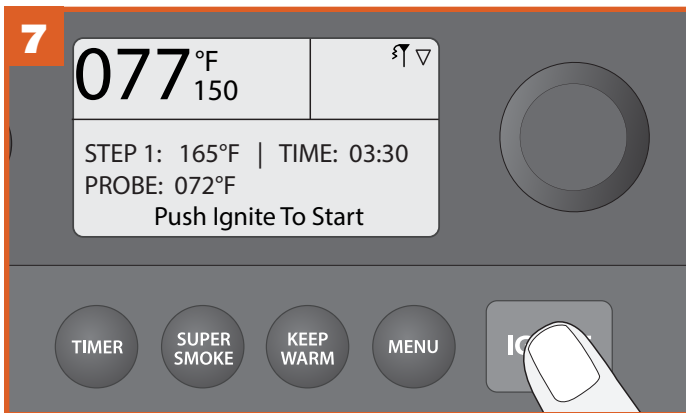 7
077 °F
150
STEP 1: 165°F | TIME: 03:30
PROBE: 072°F
Push Ignite To Start
TIMER
SUPER
SMOKE
KEEP
WARM
MENU